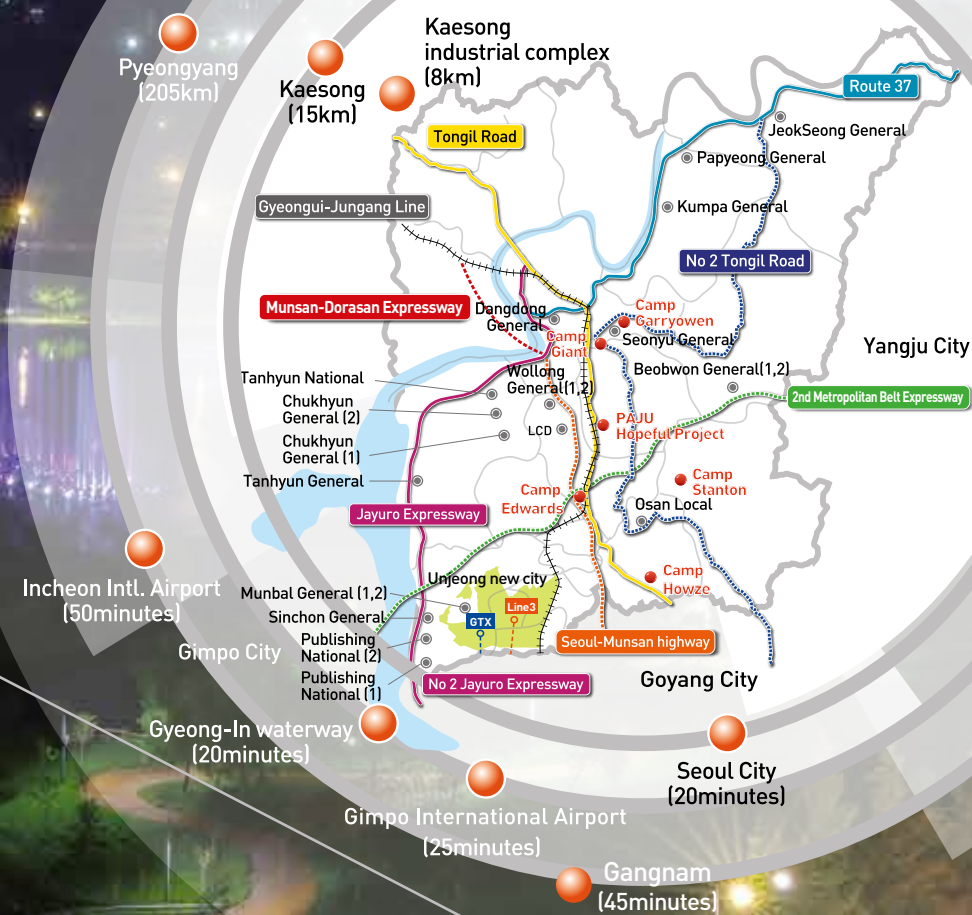 Kaesong
industrial complex
(8km)
Pyeongyang
(205km)
Kaesong
(15km)
Route 37
Tongil Road
JeokSeong General
Papyeong General
Gyeongui-Jungang Line
Kumpa General
No 2 Tongil Road
Munsan-Dorasan Expressway
Dangdong
General
Camp
Garryowen
Camp
Giant
Seonyu General
Yangju City
Wollong
General(1,2)
Beobwon General(1,2)
Tanhyun National
2nd Metropolitan Belt Expressway
Chukhyun
General (2)
PAJU
Hopeful Project
LCD
Chukhyun
General (1)
Tanhyun General
Camp
Stanton
Camp
Edwards
Osan Local
Jayuro Expressway
Incheon Intl. Airport
(50minutes)
Unjeong new city
Camp
Howze
Munbal General (1,2)
Line3
Sinchon General
GTX
Gimpo City
Publishing
National (2)
Seoul-Munsan highway
Publishing
National (1)
No 2 Jayuro Expressway
Goyang City
Gyeong-In waterway
(20minutes)
Seoul City
(20minutes)
Gimpo International Airport
(25minutes)
Gangnam
(45minutes)